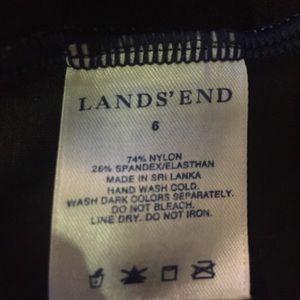 LANDS' END
6
74% NYLON
26% SPANDEX/ELASTHAN
MADE IN SRI LANKA
HAND WASH COLD.
WASH DARK COLORS SEPARATELY.
DO NOT BLEACH.
LINE DRY. DO NOT IRON.